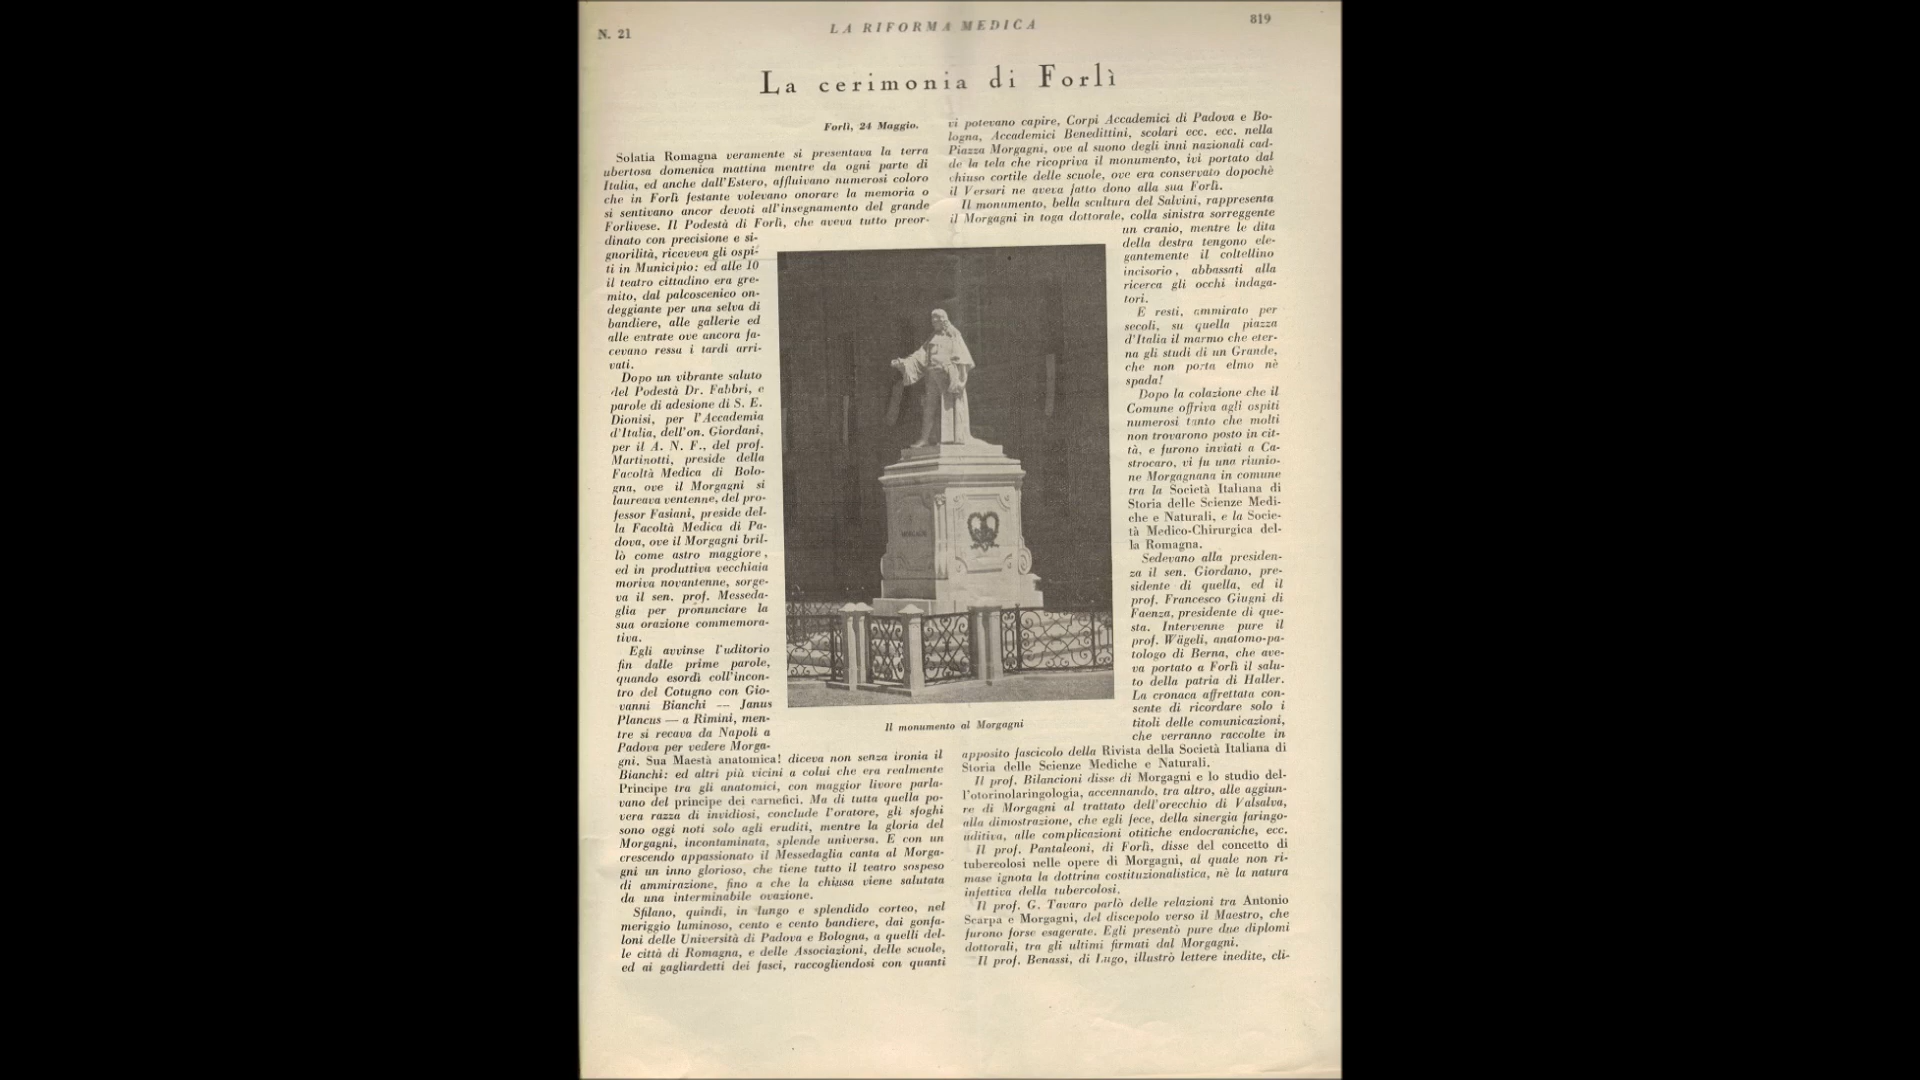 N. 21
LA RIFORMA MEDICA
819
La cerimonia di Forlì
Forlì, 24 Maggio.
Solatia Romagna veramente si presentava la terra
ubertosa domenica mattina mentre da ogni parte di
Italia, ed anche dall'Estero, affluivano numerosi coloro
che in Forlì festante volevano onorare la memoria o
si sentivano ancor devoti all'insegnamento del grande
Forlivese. Il Podestà di Forlì, che aveva tutto preor-
dinato con precisione e si-
gnorilità, riceveva gli ospi-
ti in Municipio: ed alle 10
il teatro cittadino era gre-
mito, dal palcoscenico on-
deggiante per una selva di
bandiere, alle gallerie ed
alle entrate ove ancora fa-
cevano ressa i tardi arri-
vati.
Dopo un vibrante saluto
del Podestà Dr. Fabbri, e
parole di adesione di S. E.
Dionisi, per l'Accademia
d'Italia, dell'on. Giordani,
per il A. N. F., del prof.
Martinotti, preside della
Facoltà Medica di Bolo-
gna, ove il Morgagni si
laureava ventenne, del pro-
fessor Fasiani, preside del-
la Facoltà Medica di Pa-
dova, ove il Morgagni bril-
lò come astro maggiore,
ed in produttiva vecchiaia
moriva novantenne, sorge-
va il sen. prof. Messeda-
glia per pronunciare la
sua orazione commemora-
tiva.
Egli avvinse l'uditorio
fin dalle prime parole,
quando esordì coll'incon-
tro del Cotugno con Gio-
vanni Bianchi — Janus
Plancus — a Rimini, men-
tre si recava da Napoli a
Padova per vedere Morga-
gni. Sua Maestà anatomica! diceva non senza ironia il
Bianchi: ed altri più vicini a colui che era realmente
Principe tra gli anatomici, con maggior livore parla-
vano del principe dei carnefici. Ma di tutta quella po-
vera razza di invidiosi, conclude l'oratore, gli sfoghi
sono oggi noti solo agli eruditi, mentre la gloria del
Morgagni, incontaminata, splende universa. E con un
crescendo appassionato il Messedaglia canta al Morga-
gni un inno glorioso, che tiene tutto il teatro sospeso
di ammirazione, fino a che la chiusa viene salutata
da una interminabile ovazione.
Sfilano, quindi, in lungo e splendido corteo, nel
meriggio luminoso, cento e cento bandiere, dai gonfa-
loni delle Università di Padova e Bologna, a quelli del-
le città di Romagna, e delle Associazioni, delle scuole,
ed ai gagliardetti dei fasci, raccogliendosi con quanti
vi potevano capire, Corpi Accademici di Padova e Bo-
logna, Accademici Benedittini, scolari ecc. ecc. nella
Piazza Morgagni, ove al suono degli inni nazionali cad-
de la tela che ricopriva il monumento, ivi portato dal
chiuso cortile delle scuole, ove era conservato dopochè
il Versari ne aveva fatto dono alla sua Forlì.
Il monumento, bella scultura del Salvini, rappresenta
il Morgagni in toga dottorale, colla sinistra sorreggente
un cranio, mentre le dita
della destra tengono ele-
gantemente il coltellino
incisorio, abbassati alla
ricerca gli occhi indaga-
tori.
E resti, ammirato per
secoli, su quella piazza
d'Italia il marmo che eter-
na gli studi di un Grande,
che non porta elmo nè
spada!
Dopo la colazione che il
Comune offriva agli ospiti
numerosi tanto che molti
non trovarono posto in cit-
tà, e furono inviati a Ca-
strocaro, vi fu una riunio-
ne Morgagnana in comune
tra la Società Italiana di
Storia delle Scienze Medi-
che e Naturali, e la Socie-
tà Medico-Chirurgica del-
la Romagna.
Sedevano alla presiden-
za il sen. Giordano, pre-
sidente di quella, ed il
prof. Francesco Giugni di
Faenza, presidente di que-
sta. Intervenne pure il
prof. Wägeli, anatomo-pa-
tologo di Berna, che ave-
va portato a Forlì il salu-
to della patria di Haller.
La cronaca affrettata con-
sente di ricordare solo i
titoli delle comunicazioni,
che verranno raccolte in
apposito fascicolo della Rivista della Società Italiana di
Storia delle Scienze Mediche e Naturali.
Il prof. Bilancioni disse di Morgagni e lo studio del-
l'otorinolaringologia, accennando, tra altro, alle aggiun-
re di Morgagni al trattato dell'orecchio di Valsalva,
alla dimostrazione, che egli fece, della sinergia faringo-
uditiva, alle complicazioni otitiche endocraniche, ecc.
Il prof. Pantaleoni, di Forlì, disse del concetto di
tubercolosi nelle opere di Morgagni, al quale non ri-
mase ignota la dottrina costituzionalistica, nè la natura
infettiva della tubercolosi.
Il prof. G. Tavaro parlò delle relazioni tra Antonio
Scarpa e Morgagni, del discepolo verso il Maestro, che
furono forse esagerate. Egli presentò pure due diplomi
dottorali, tra gli ultimi firmati dal Morgagni.
Il prof. Benassi, di Lugo, illustrò lettere inedite, cli-
MORGAGNI
Il monumento al Morgagni